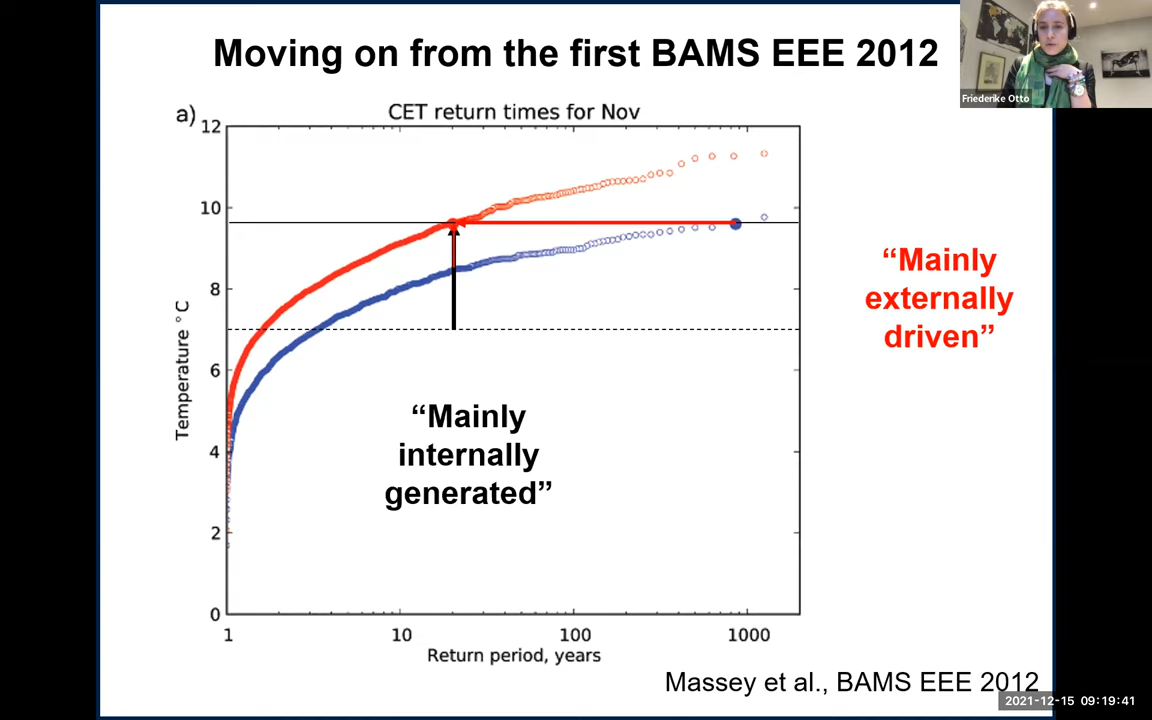 Moving on from the first BAMS EEE 2012
Friederike Otto
a)
CET return times for Nov
12
10
8
6
4
2
0
Temperature ° C
1
10
100
1000
Return period, years
“Mainly
internally
generated”
“Mainly
externally
driven”
Massey et al., BAMS EEE 2012
2021-12-15 09:19:41